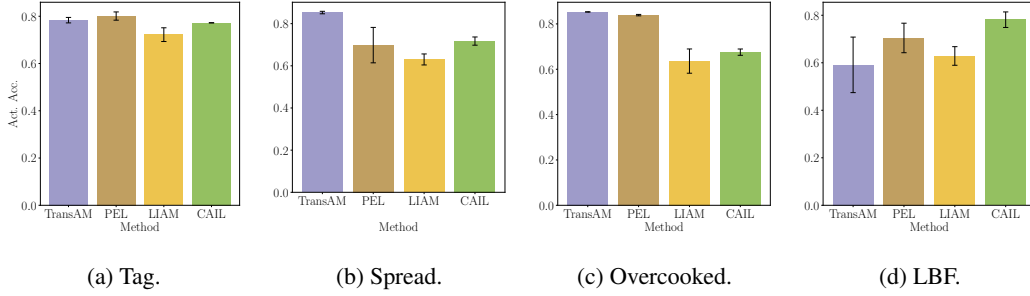 Act. Acc.
0.8
0.6
0.4
0.2
0.0
TransAM PEL LIAM CAIL
Method
(a) Tag.
0.8
0.6
0.4
0.2
0.0
TransAM PEL LIAM CAIL
Method
(b) Spread.
0.8
0.6
0.4
0.2
0.0
TransAM PEL LIAM CAIL
Method
(c) Overcooked.
0.8
0.6
0.4
0.2
0.0
TransAM PEL LIAM CAIL
Method
(d) LBF.